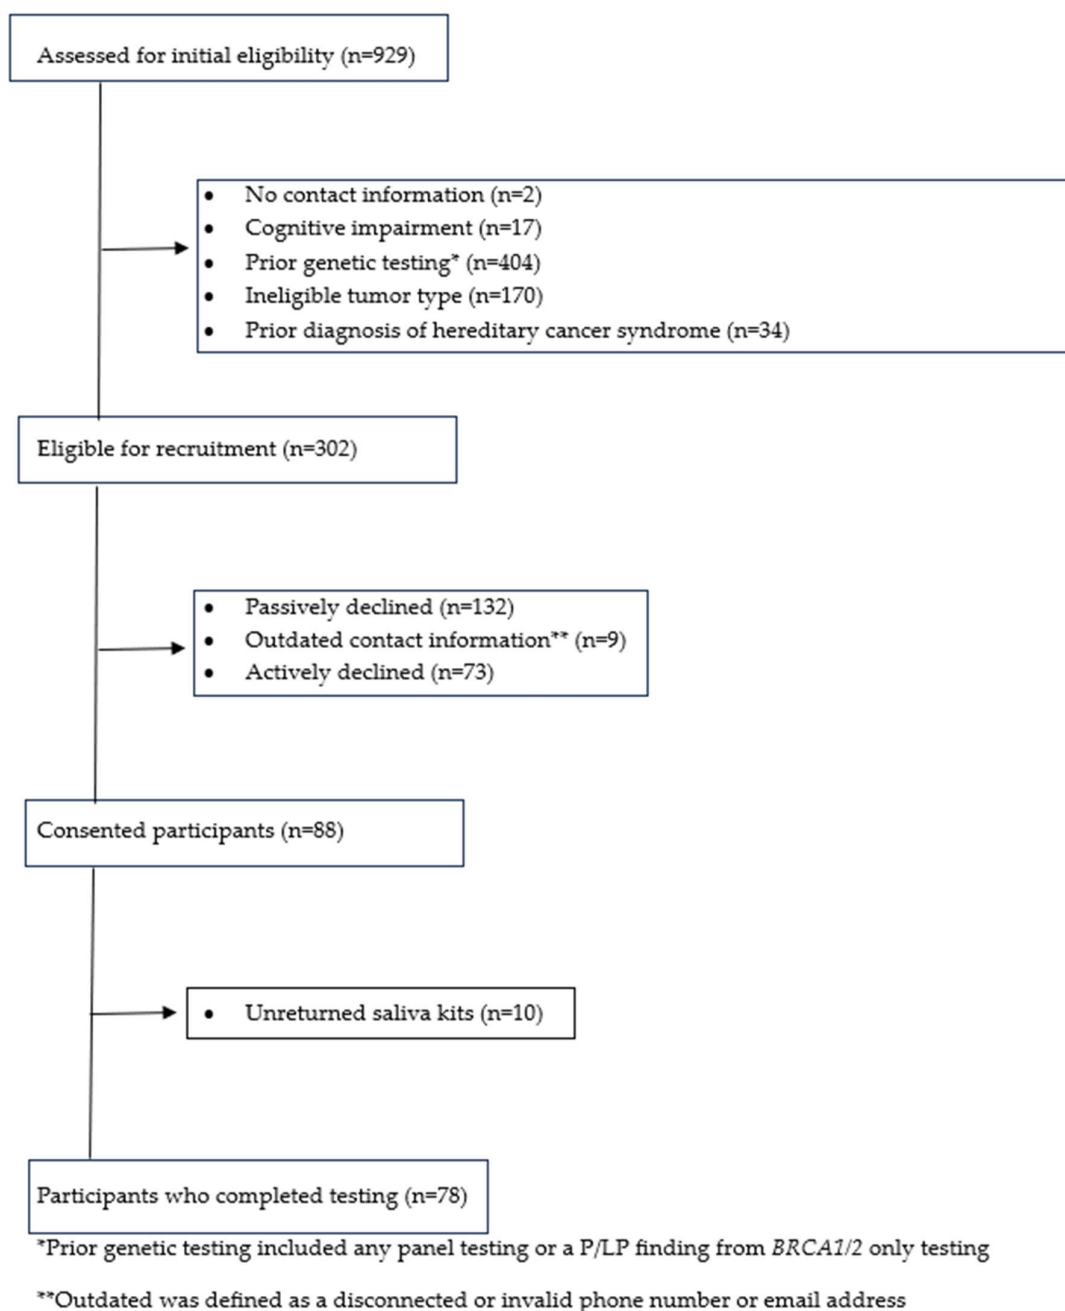 Assessed for initial eligibility (n=929)
• No contact information (n=2)
• Cognitive impairment (n=17)
• Prior genetic testing* (n=404)
• Ineligible tumor type (n=170)
• Prior diagnosis of hereditary cancer syndrome (n=34)
Eligible for recruitment (n=302)
• Passively declined (n=132)
• Outdated contact information** (n=9)
• Actively declined (n=73)
Consented participants (n=88)
• Unreturned saliva kits (n=10)
Participants who completed testing (n=78)
*Prior genetic testing included any panel testing or a P/LP finding from BRCA1/2 only testing
**Outdated was defined as a disconnected or invalid phone number or email address